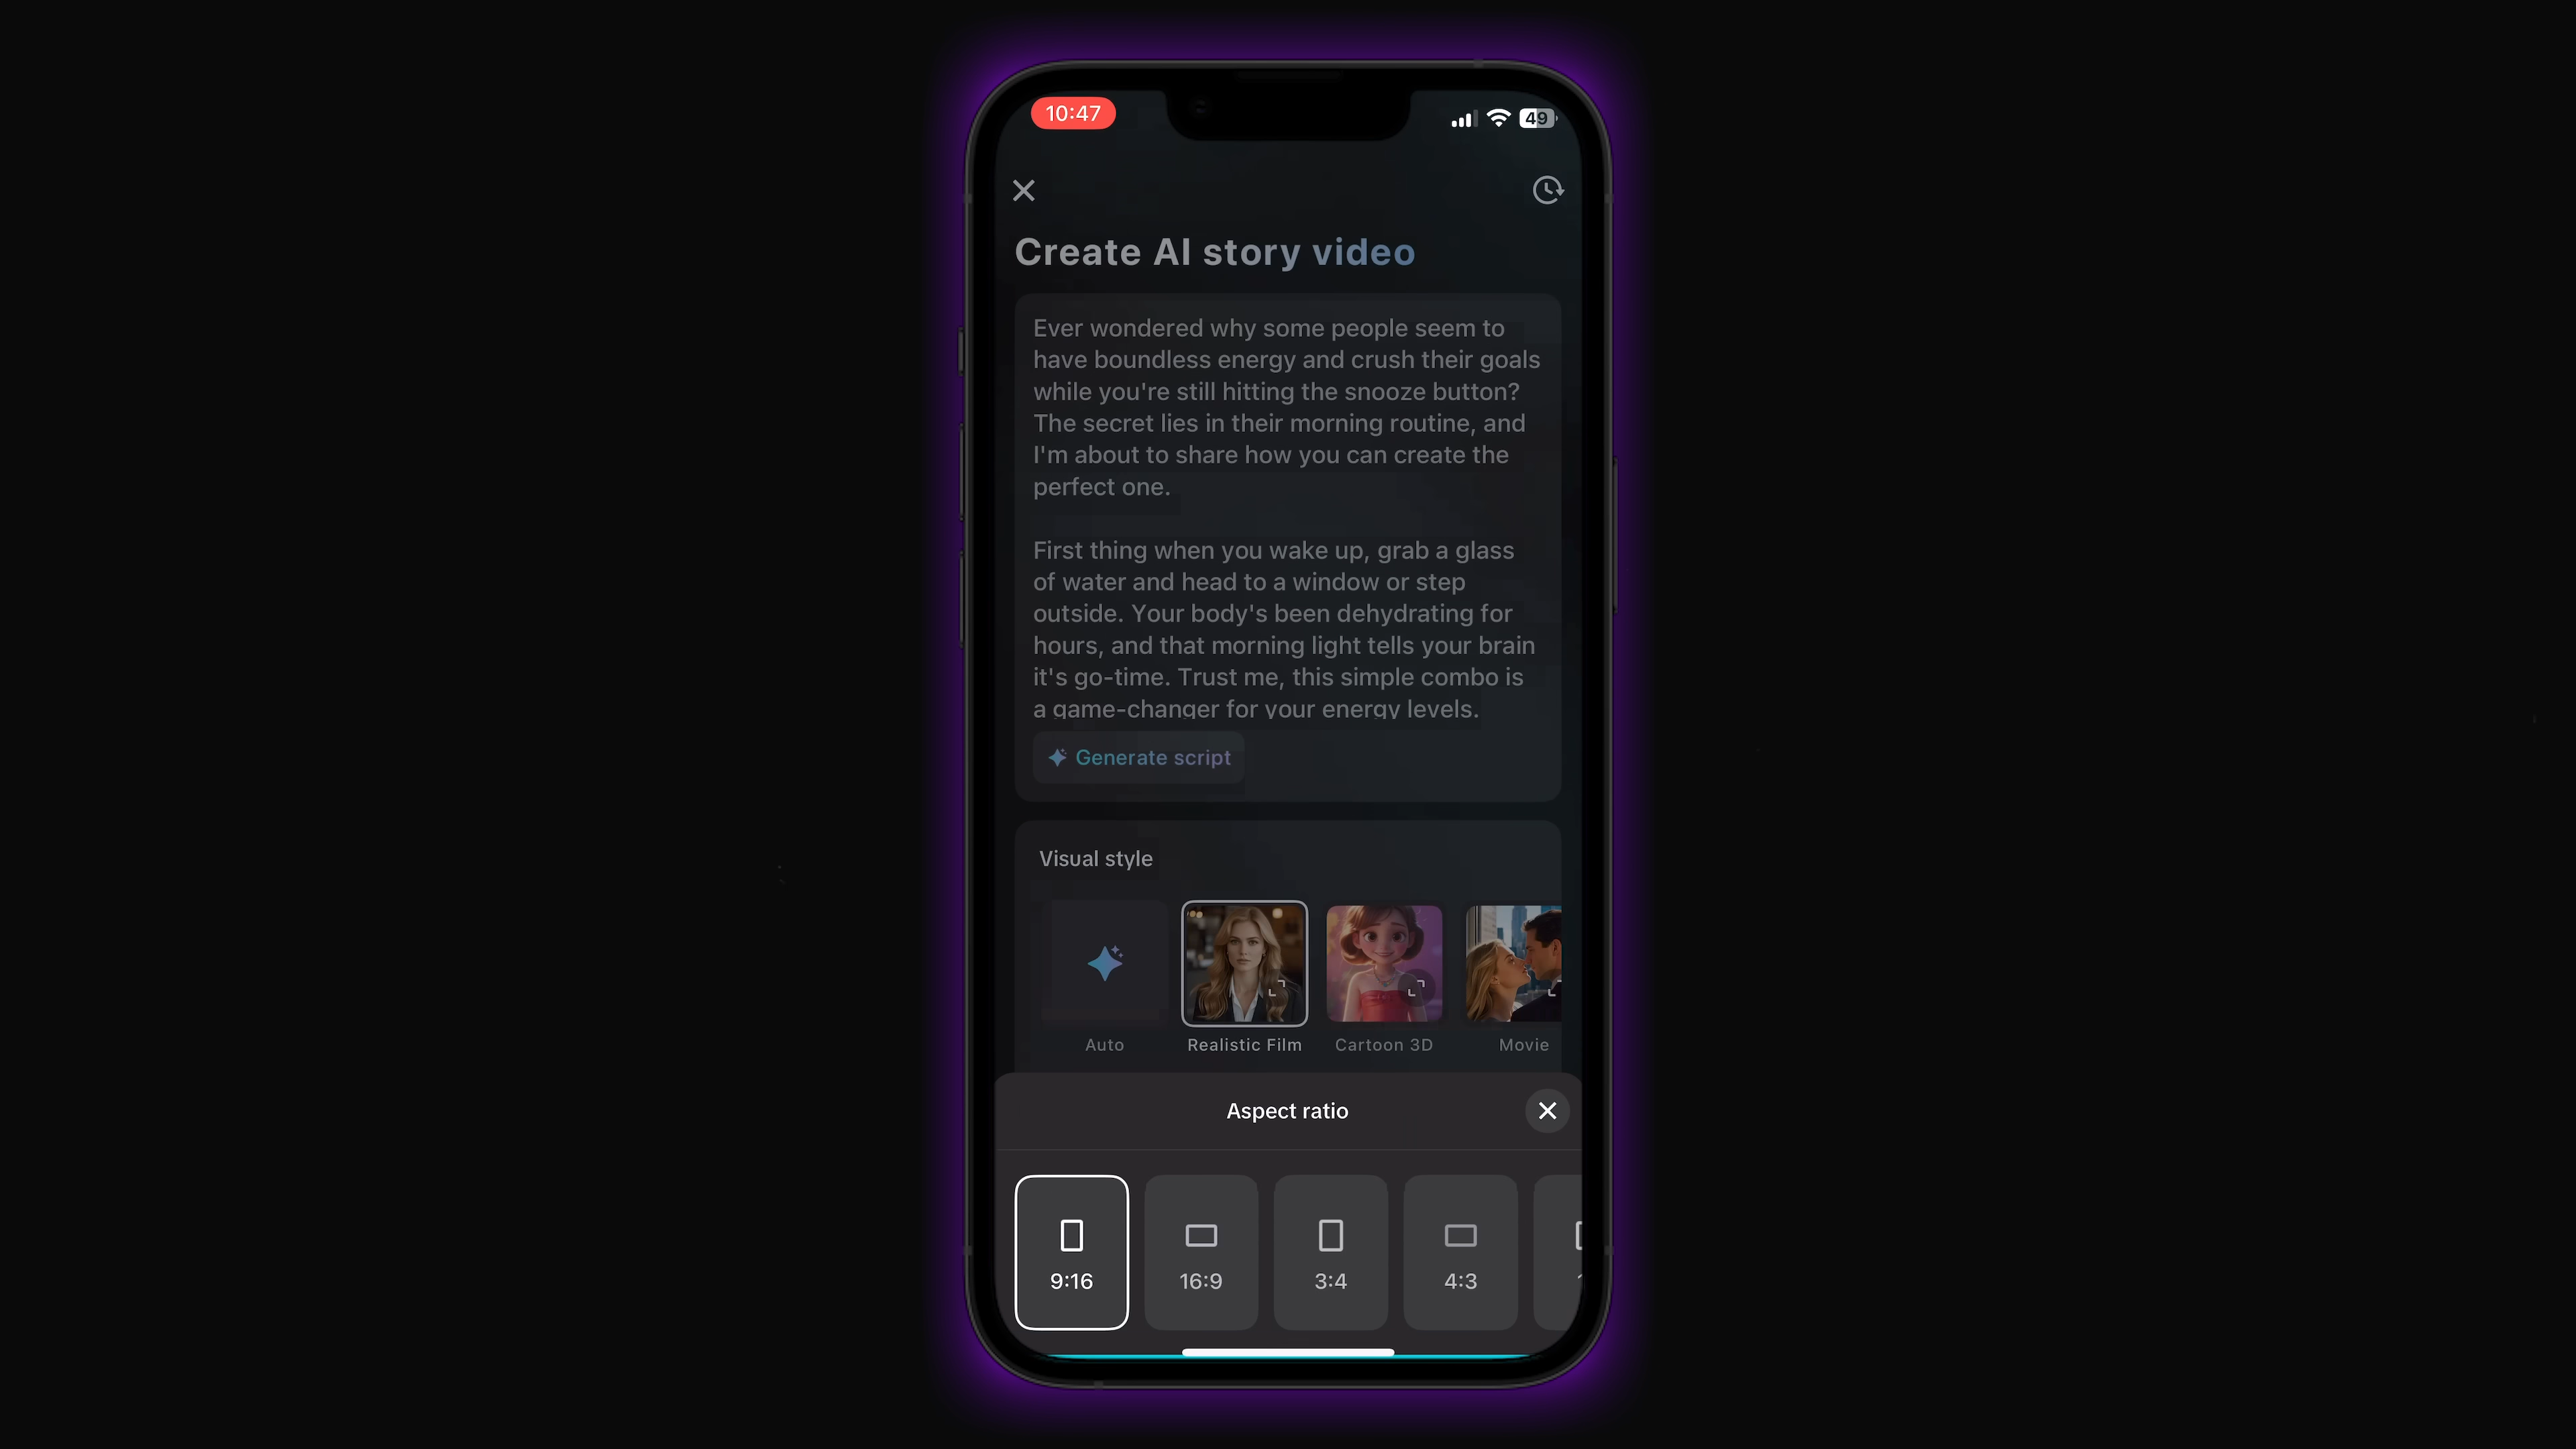 10:47
49
Create AI story video
Ever wondered why some people seem to
have boundless energy and crush their goals
while you're still hitting the snooze button?
The secret lies in their morning routine, and
I'm about to share how you can create the
perfect one.
First thing when you wake up, grab a glass
of water and head to a window or step
outside. Your body's been dehydrating for
hours, and that morning light tells your brain
it's go-time. Trust me, this simple combo is
a game-changer for your energy levels.
Generate script
Visual style
Auto
Realistic Film
Cartoon 3D
Movie
Aspect ratio
9:16
16:9
3:4
4:3